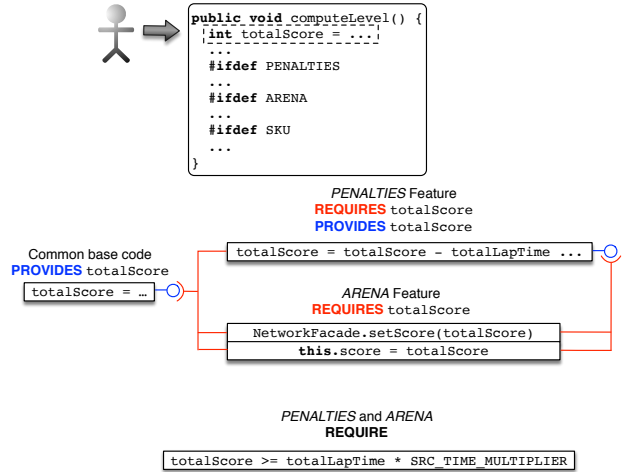 public void computeLevel() {
int totalScore = ...
...
#ifdef PENALTIES
...
#ifdef ARENA
...
#ifdef SKU
...
}
PENALTIES Feature
REQUIRES totalScore
PROVIDES totalScore
Common base code
PROVIDES totalScore
totalScore = …
totalScore = totalScore - totalLapTime ...
ARENA Feature
REQUIRES totalScore
NetworkFacade.setScore(totalScore)
this.score = totalScore
PENALTIES and ARENA
REQUIRE
totalScore >= totalLapTime * SRC_TIME_MULTIPLIER